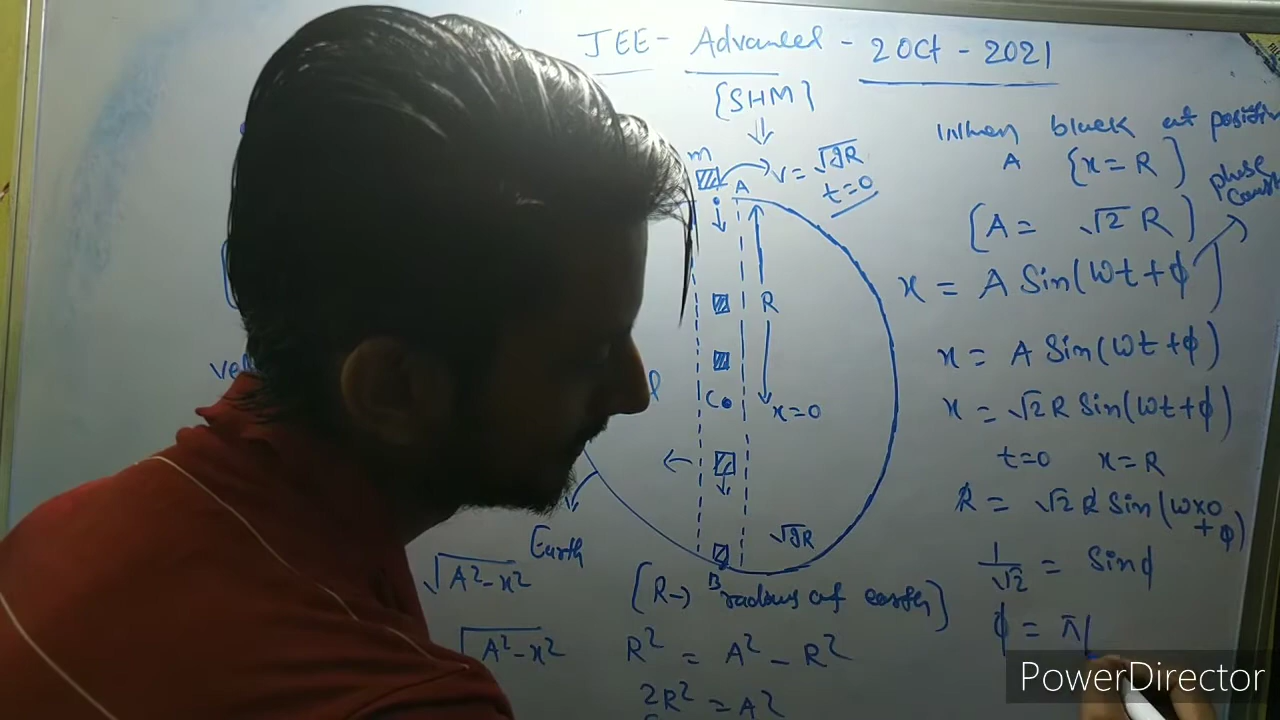 JEE- Advanced - 2 Oct - 2021
{SHM}
m
A
v = √gR
t=0
R
C
x=0
√gR
B
Earth
[R→ radius of earth]
√A²-x²
√A²-x²
R² = A² - R²
2R² = A²
When block at position
A {x=R}
phase
[A = √2 R]
x = A Sin(ωt+ϕ)
x = A Sin(ωt+ϕ)
x = √2R Sin(ωt+ϕ)
t=0 x=R
R = √2 R Sin(ω×0
+ϕ)
1/√2 = Sinϕ
ϕ = π/
PowerDirector